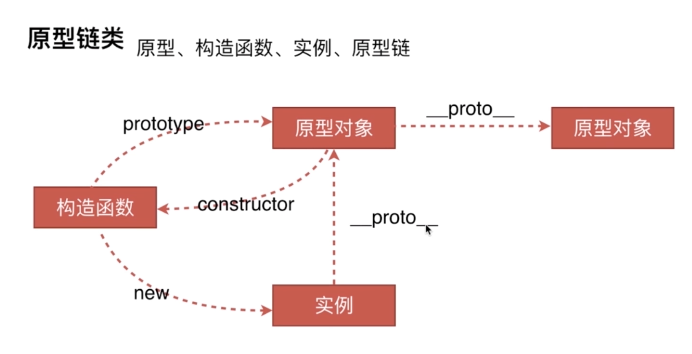 原型链类
原型、构造函数、实例、原型链
prototype
原型对象
__proto__
原型对象
构造函数
constructor
__proto__
new
实例